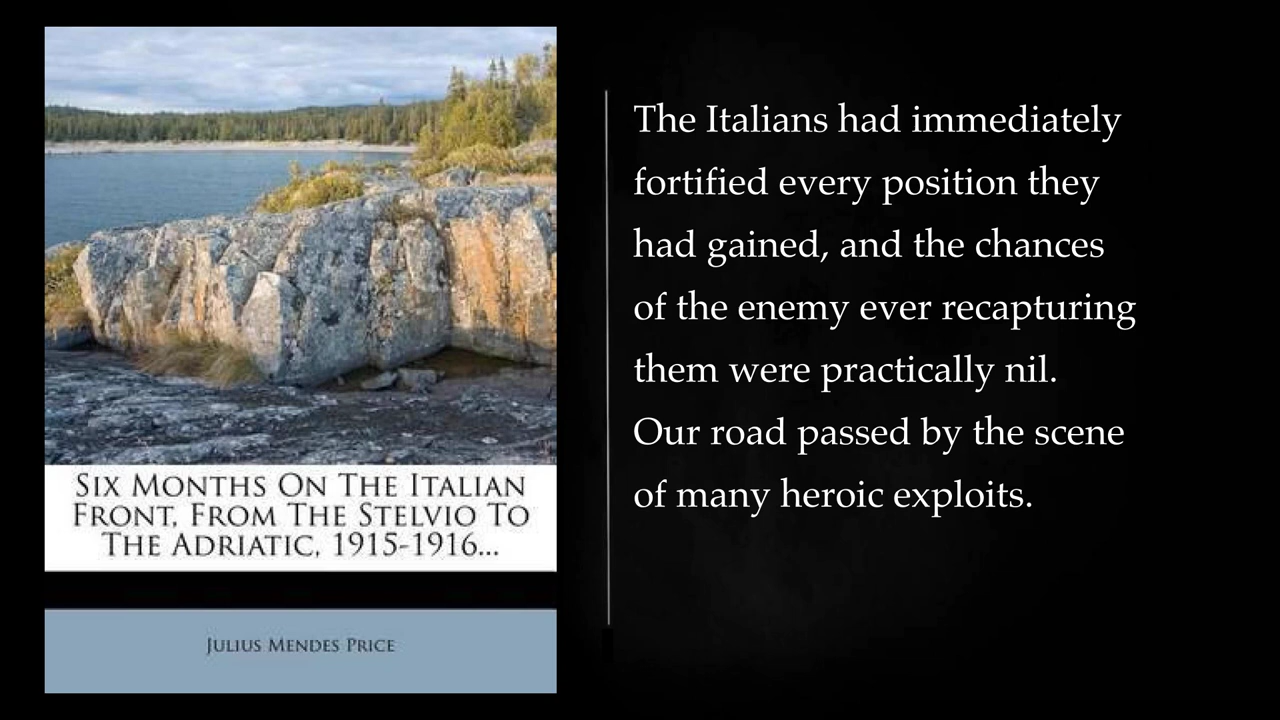 Six Months On The Italian
Front, From The Stelvio To
The Adriatic, 1915-1916...
Julius Mendes Price
The Italians had immediately
fortified every position they
had gained, and the chances
of the enemy ever recapturing
them were practically nil.
Our road passed by the scene
of many heroic exploits.